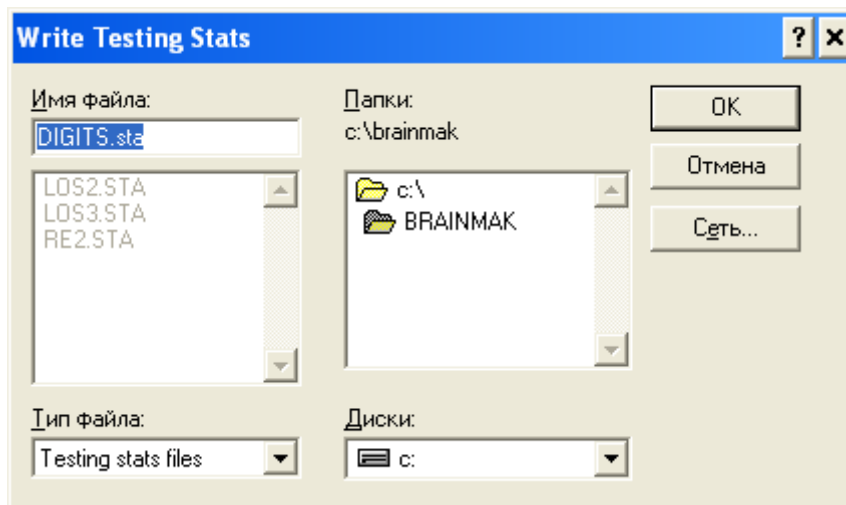 Write Testing Stats
Имя файла:
DIGITS.sta
LOS2.STA
LOS3.STA
RE2.STA
Тип файла:
Testing stats files
Папки:
c:\brainmak
c:\
BRAINMAK
Диски:
c:
OK
Отмена
Сеть...